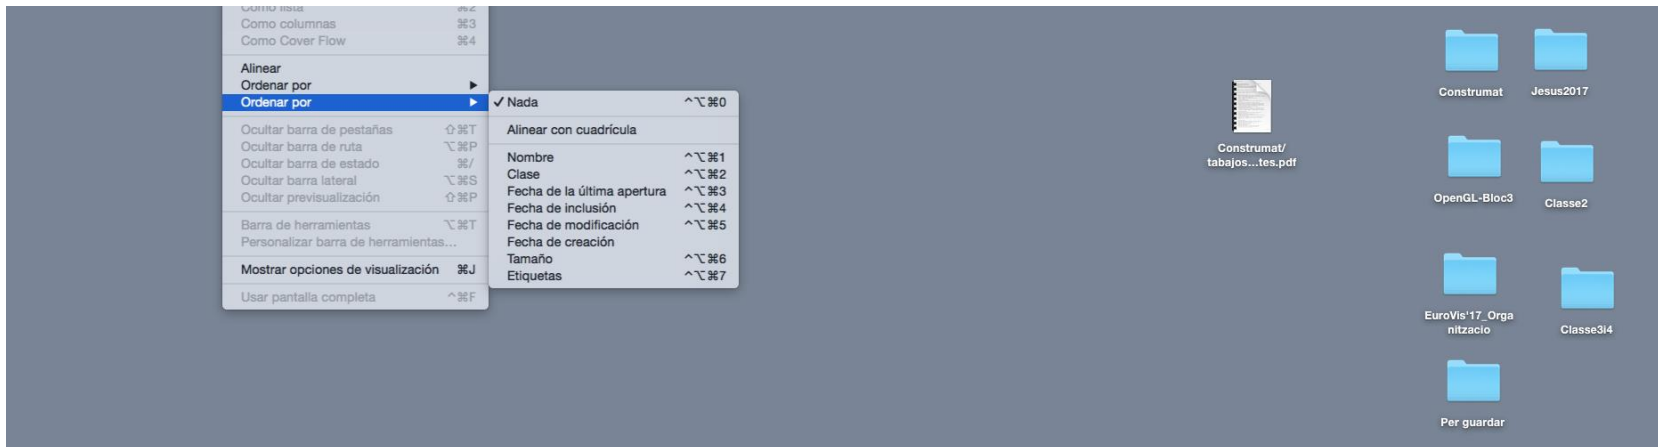 Como lista ⌘2
Como columnas ⌘3
Como Cover Flow ⌘4
Alinear
Ordenar por ▶
Ordenar por ▶
Ocultar barra de pestañas ⇧⌘T
Ocultar barra de ruta ⌥⌘P
Ocultar barra de estado ⌘/
Ocultar barra lateral ⌥⌘S
Ocultar previsualización ⇧⌘P
Barra de herramientas ⌥⌘T
Personalizar barra de herramientas...
Mostrar opciones de visualización ⌘J
Usar pantalla completa ^⌘F
✓ Nada ^⌥⌘0
Alinear con cuadrícula
Nombre ^⌥⌘1
Clase ^⌥⌘2
Fecha de la última apertura ^⌥⌘3
Fecha de inclusión ^⌥⌘4
Fecha de modificación ^⌥⌘5
Fecha de creación
Tamaño ^⌥⌘6
Etiquetas ^⌥⌘7
Construmat/
tabajos...tes.pdf
Construmat
Jesus2017
OpenGL-Bloc3
Classe2
EuroVis'17_Orga
nitzacio
Classe3i4
Per guardar